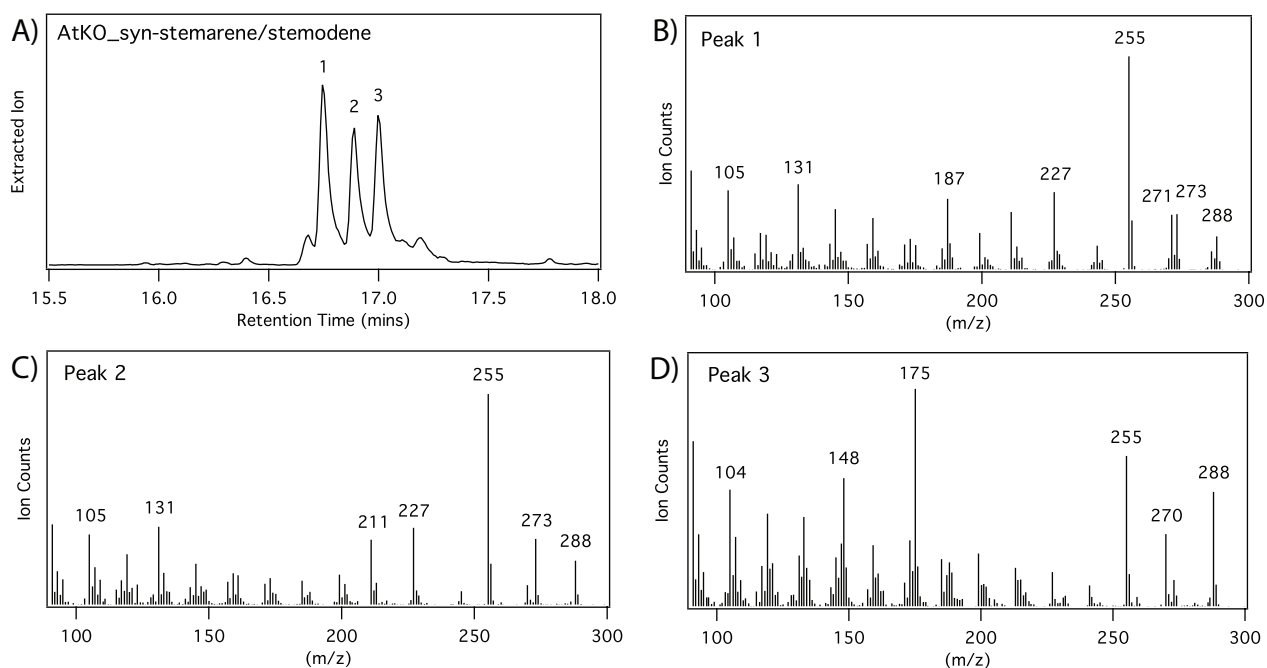 A)
AtKO_syn-stemarene/stemodene
1
2
3
Extracted Ion
15.5 16.0 16.5 17.0 17.5 18.0
Retention Time (mins)
B)
Peak 1
255
105
131
187
227
271
273
288
Ion Counts
100 150 200 250 300
(m/z)
C)
Peak 2
255
105
131
211
227
273
288
Ion Counts
100 150 200 250 300
(m/z)
D)
Peak 3
175
104
148
255
270
288
Ion Counts
100 150 200 250 300
(m/z)